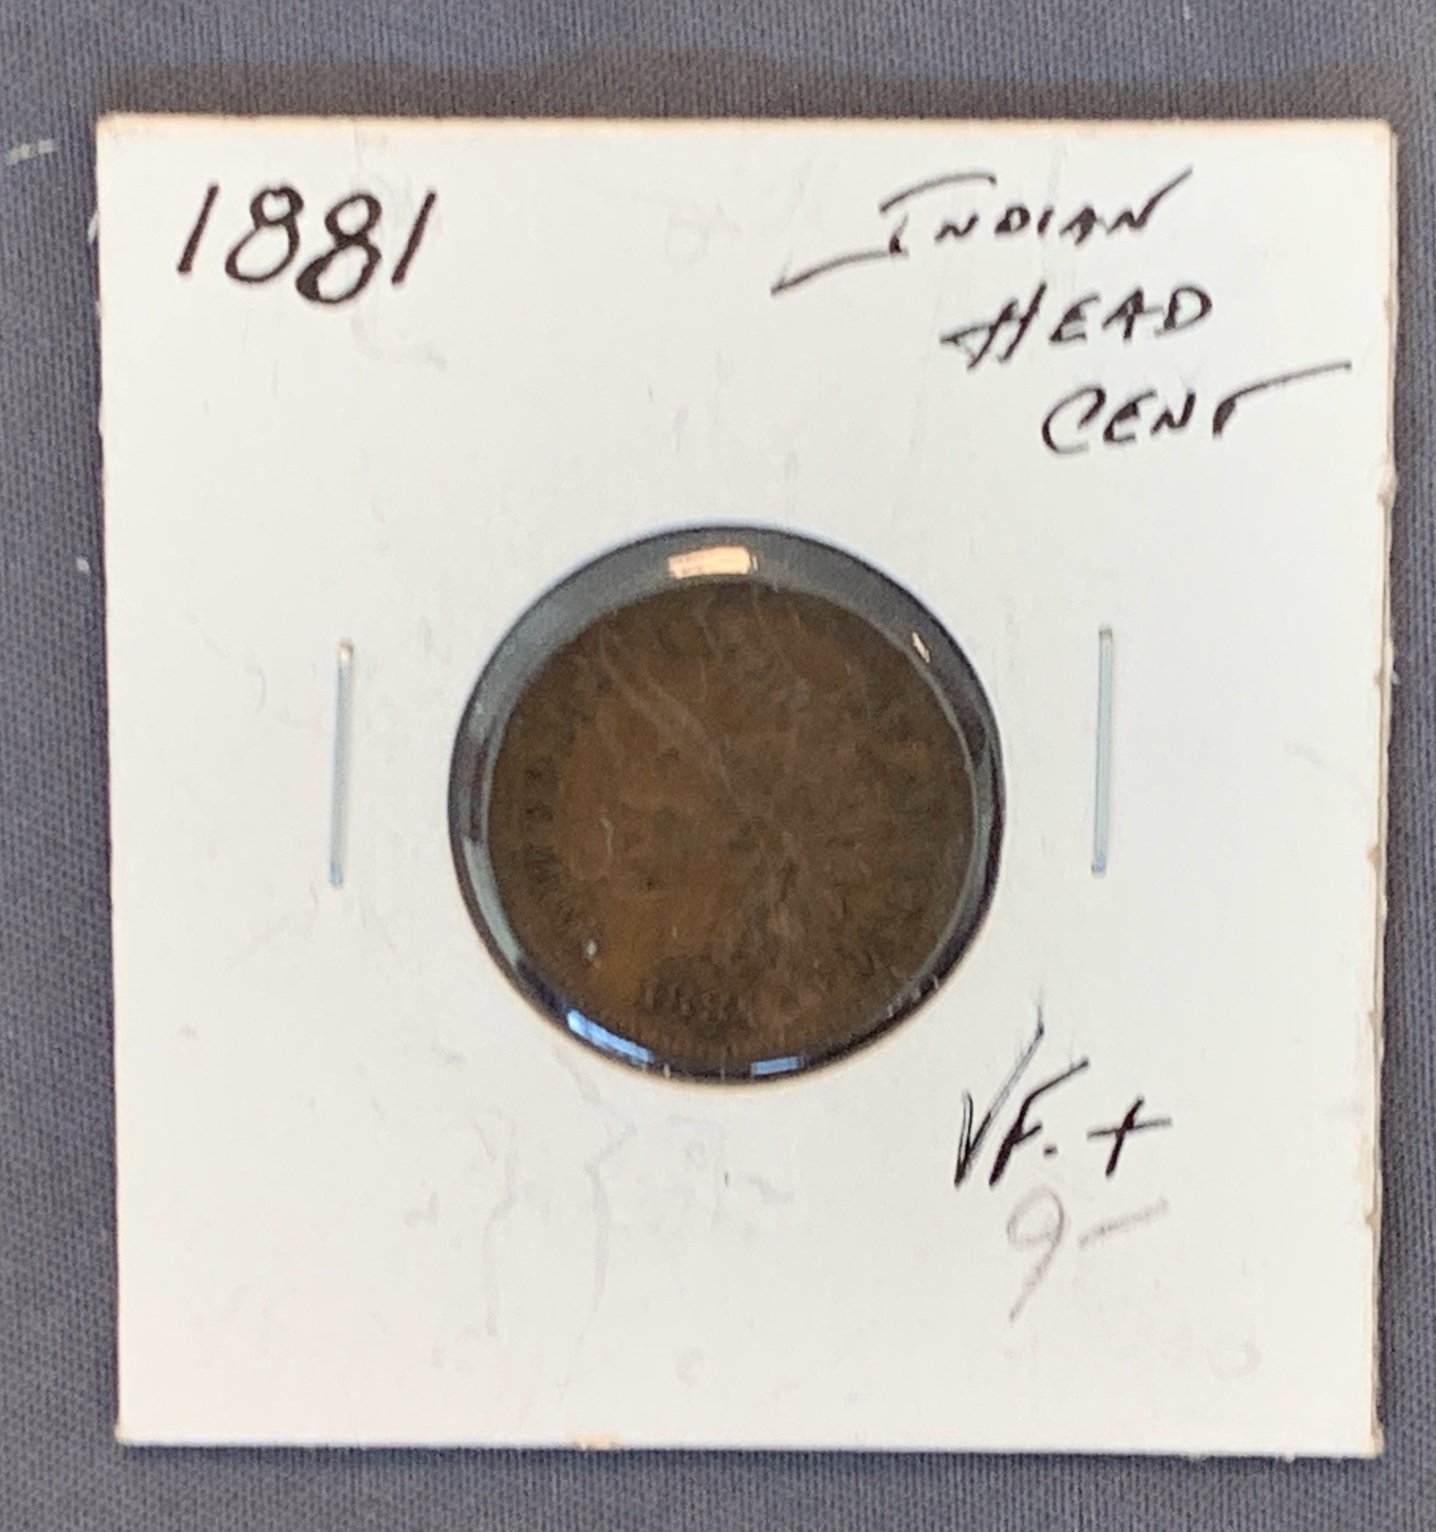 1881
INDIAN
HEAD
CENT
VF. +
9-